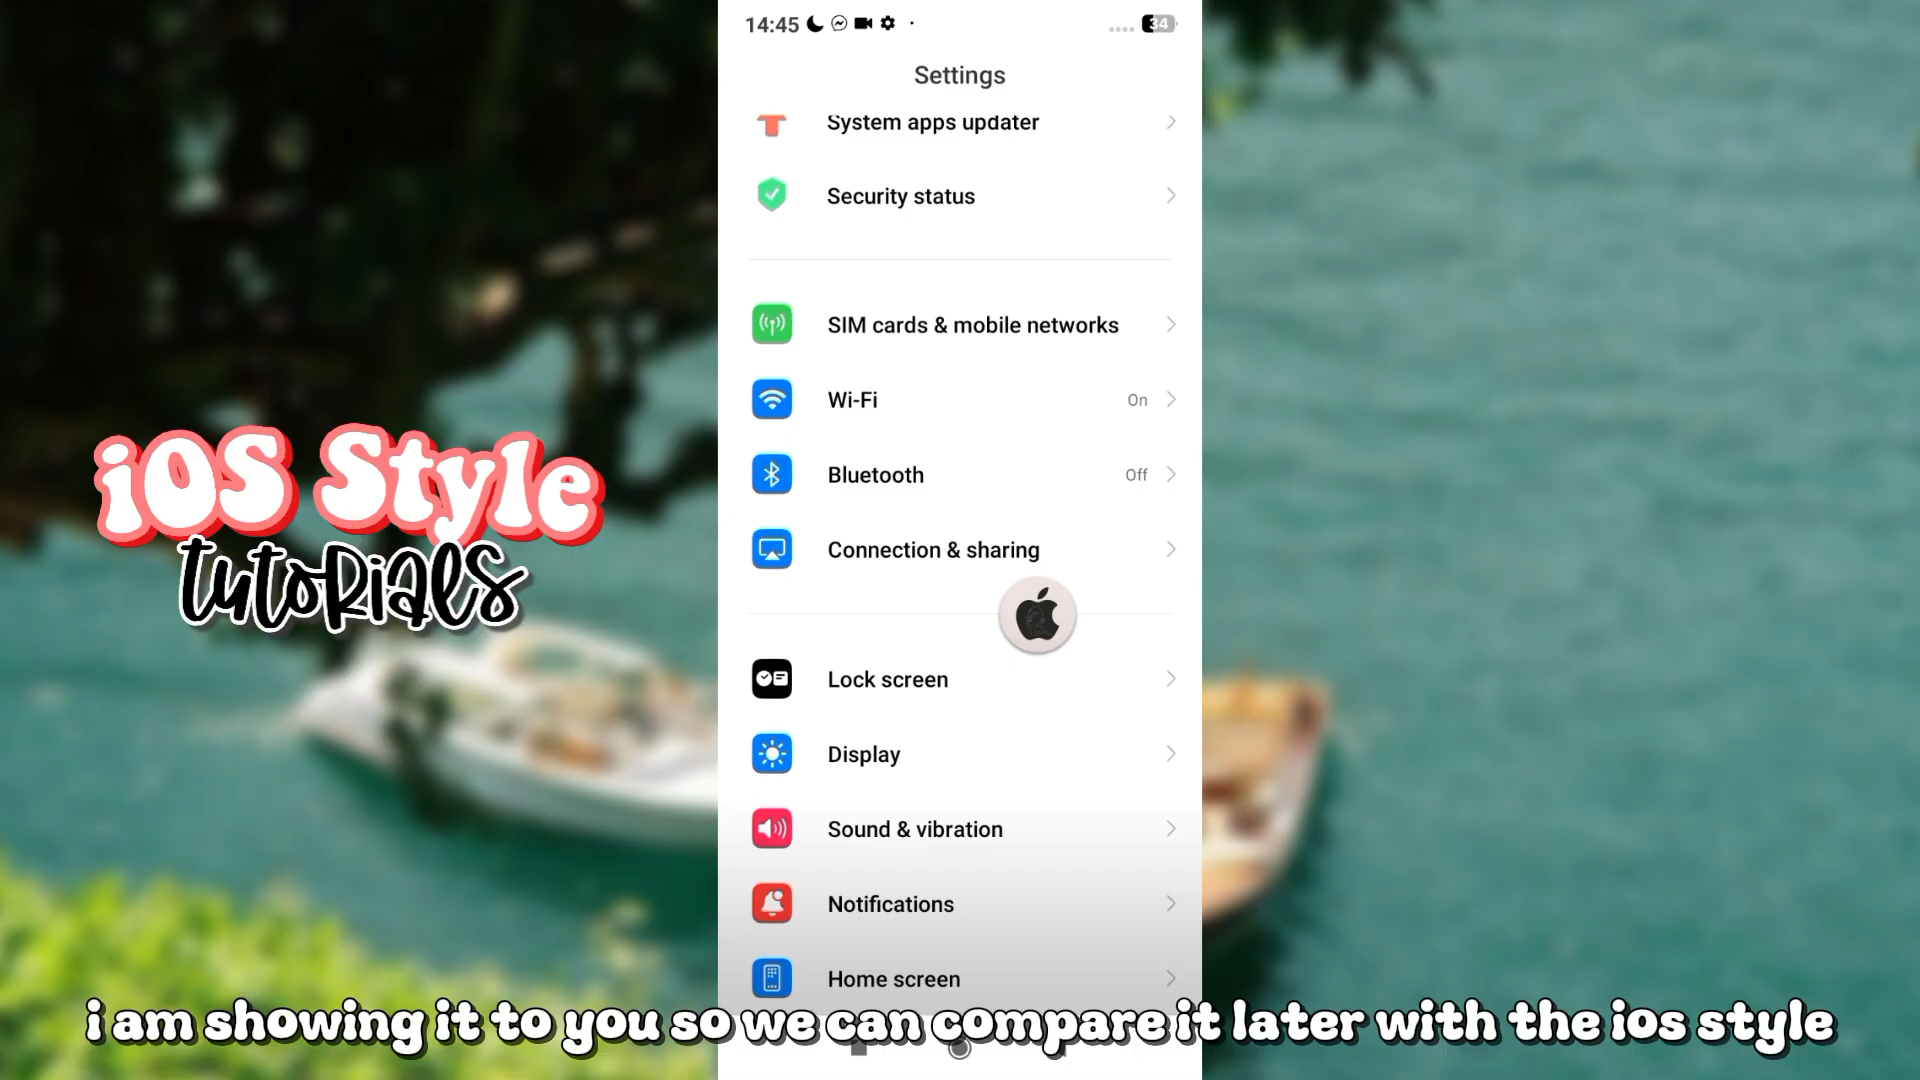 14:45
34
Settings
System apps updater
Security status
SIM cards & mobile networks
Wi-Fi On
Bluetooth Off
Connection & sharing
Lock screen
Display
Sound & vibration
Notifications
Home screen
iOS Style
tutorials
i am showing it to you so we can compare it later with the ios style